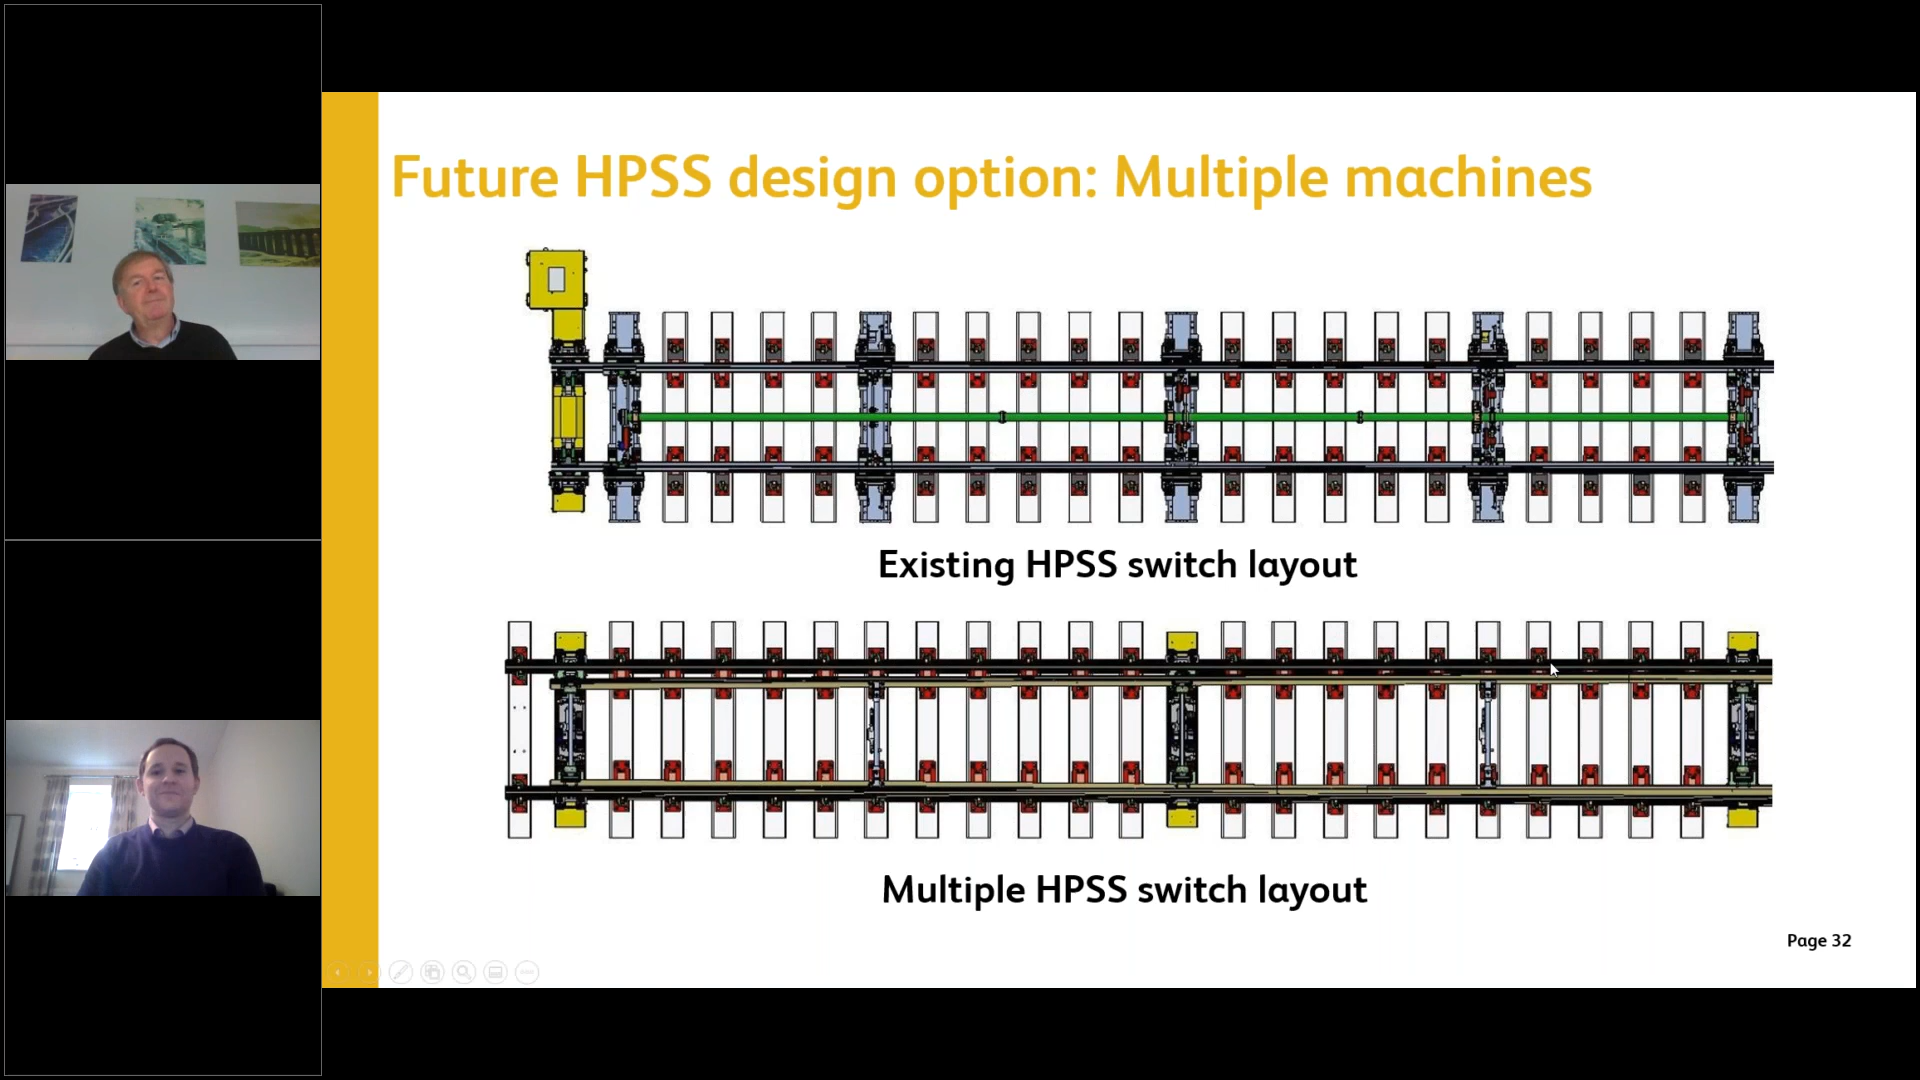 Future HPSS design option: Multiple machines
Existing HPSS switch layout
Multiple HPSS switch layout
Page 32